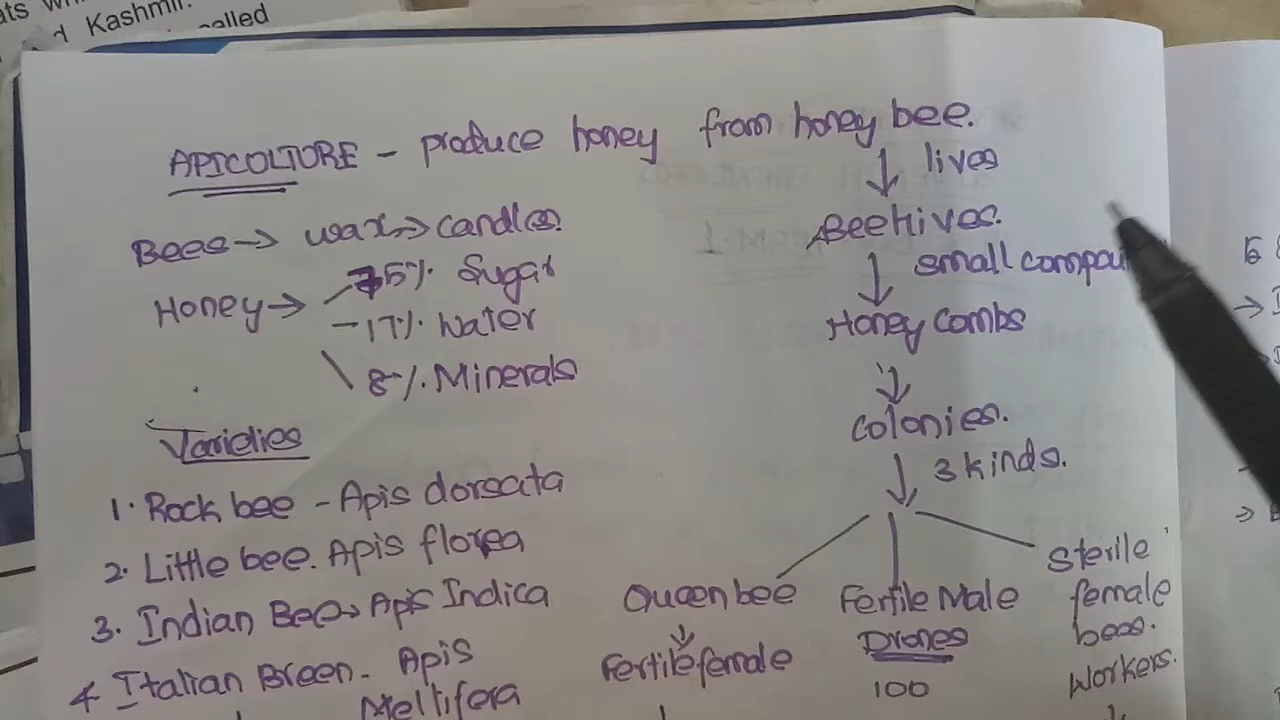 Kashmir.
called
APICOLTORE - produce honey from honey bee.
lives
Bees → wax → candles.
BeeHives.
small compa
Honey → 75% Sugar
- 17% Water
8% Minerals
Honey Combs
Colonies.
3 kinds.
Varieties
1. Rock bee - Apis dorsata
2. Little bee. Apis florea
3. Indian Bee → Apis Indica
4. Italian Breen - Apis
Mellifera
Queen bee
Fertile female
Fertile Male
Drones
100
Sterile
female
bees.
Workers.